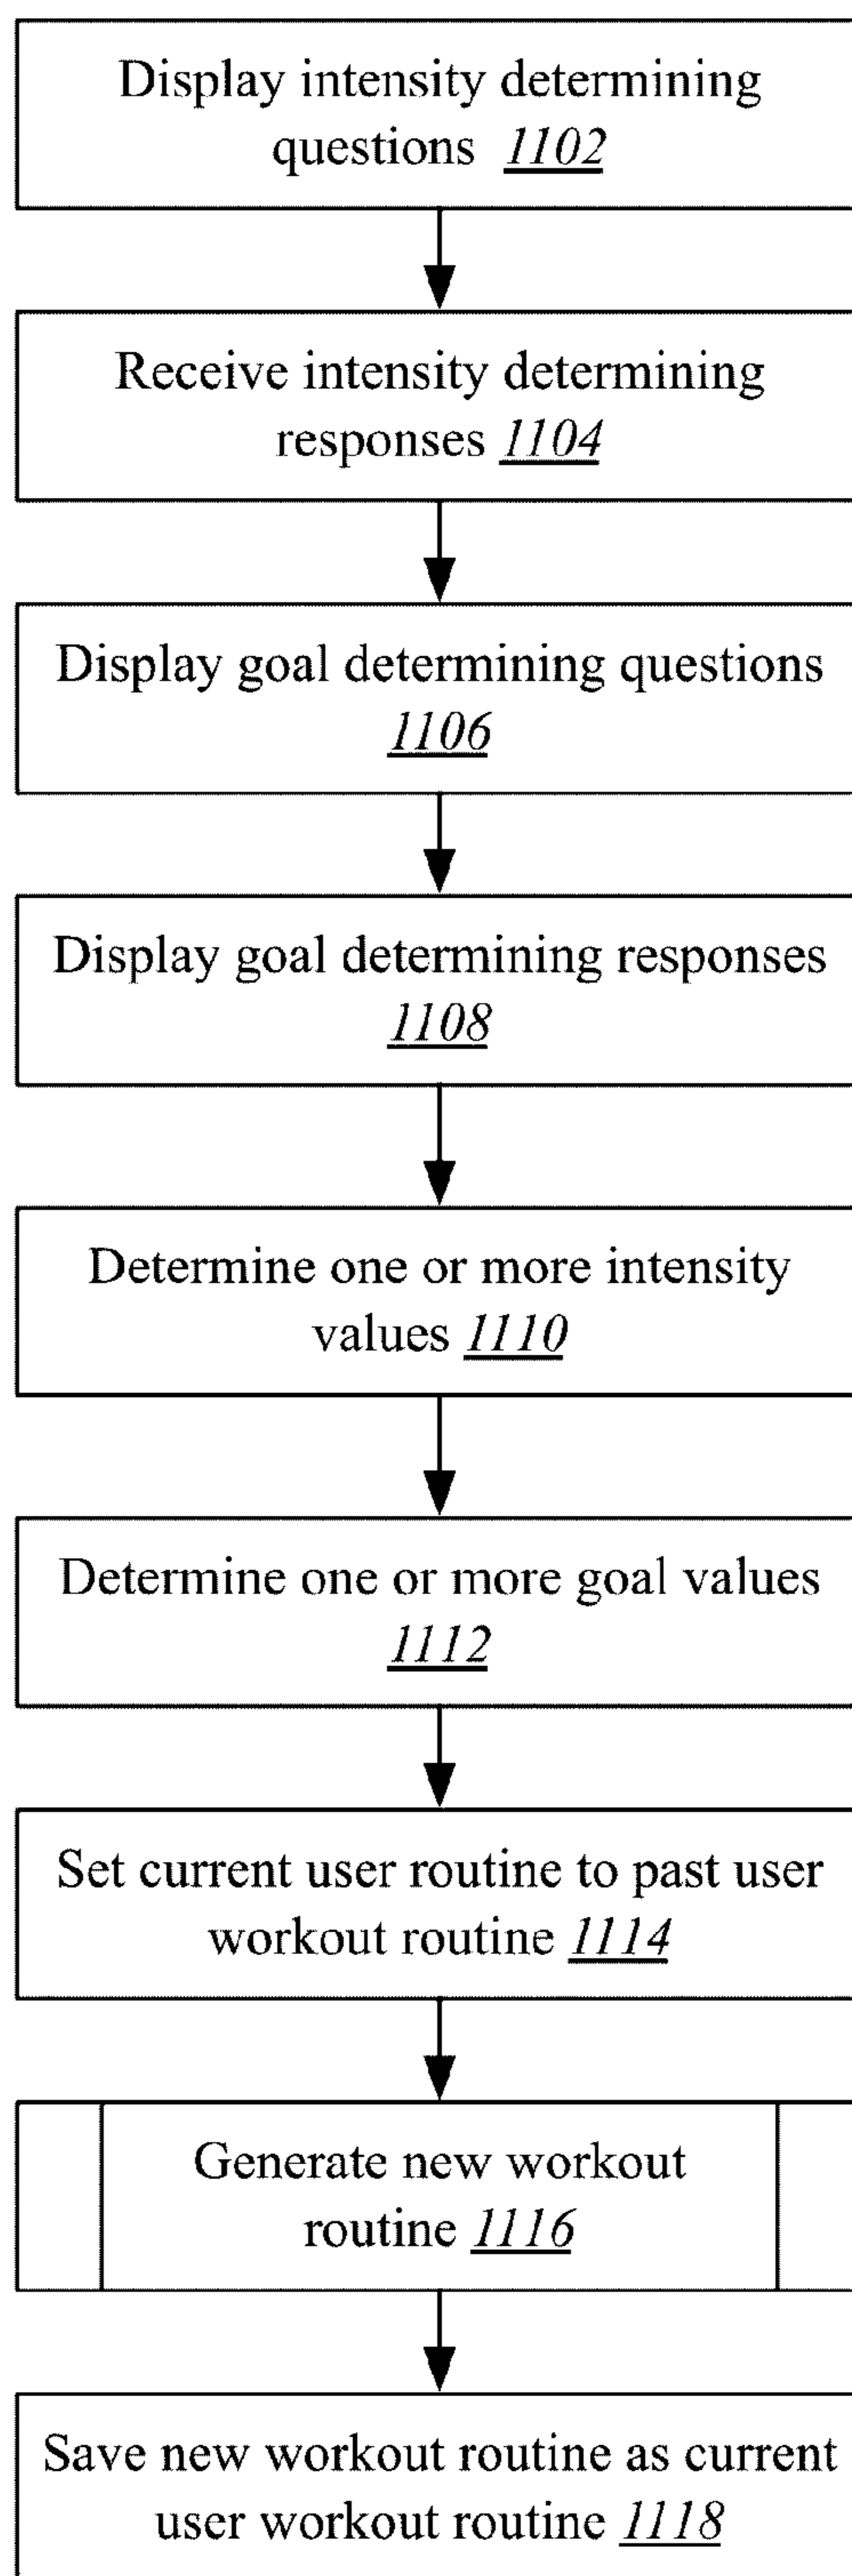 Display intensity determining
questions 1102
Receive intensity determining
responses 1104
Display goal determining questions
1106
Display goal determining responses
1108
Determine one or more intensity
values 1110
Determine one or more goal values
1112
Set current user routine to past user
workout routine 1114
Generate new workout
routine 1116
Save new workout routine as current
user workout routine 1118